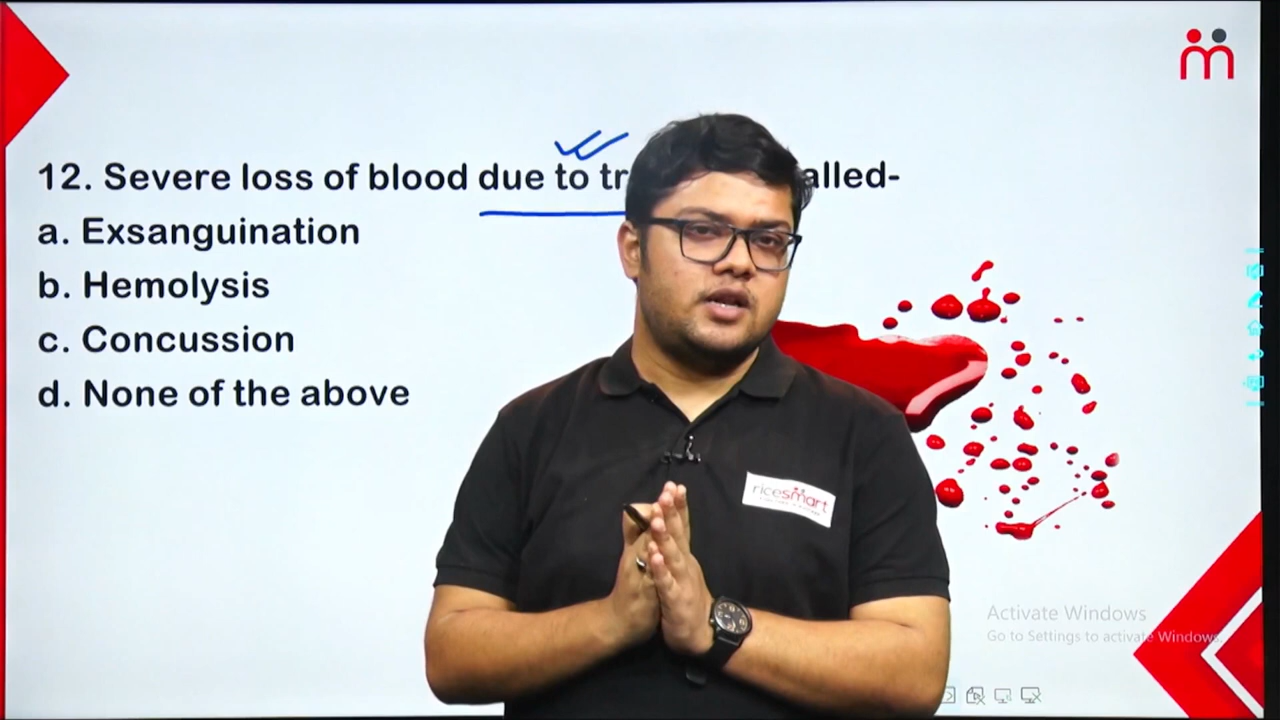 12. Severe loss of blood due to alled-
a. Exsanguination
b. Hemolysis
c. Concussion
d. None of the above
ricesmart
Activate Windows
Go to Settings to activate Windows